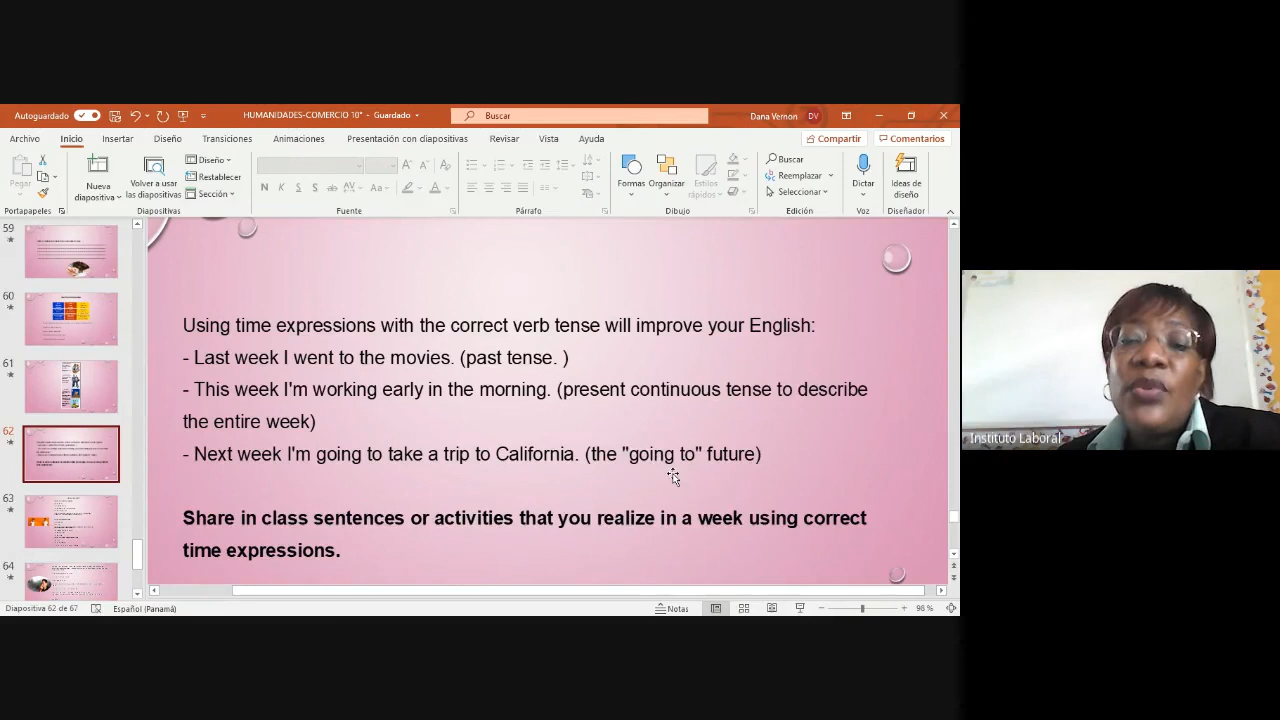 Autoguardado
HUMANIDADES-COMERCIO 10° - Guardado
Buscar
Dana Vernon
DV
Archivo Inicio Insertar Diseño Transiciones Animaciones Presentación con diapositivas Revisar Vista Ayuda
Compartir
Comentarios
Pegar
Nueva diapositiva
Volver a usar las diapositivas
Diseño
Restablecer
Sección
N K S S ab AV Aa A
Formas
Organizar
Estilos rápidos
Buscar
Reemplazar
Seleccionar
Dictar
Ideas de diseño
Portapapeles
Diapositivas
Fuente
Párrafo
Dibujo
Edición
Voz
Diseñador
59
60
61
62
63
64
Using time expressions with the correct verb tense will improve your English:
- Last week I went to the movies. (past tense. )
- This week I'm working early in the morning. (present continuous tense to describe
the entire week)
- Next week I'm going to take a trip to California. (the "going to" future)
Share in class sentences or activities that you realize in a week using correct
time expressions.
Instituto Laboral
Diapositiva 62 de 67
Español (Panamá)
Notas
98 %